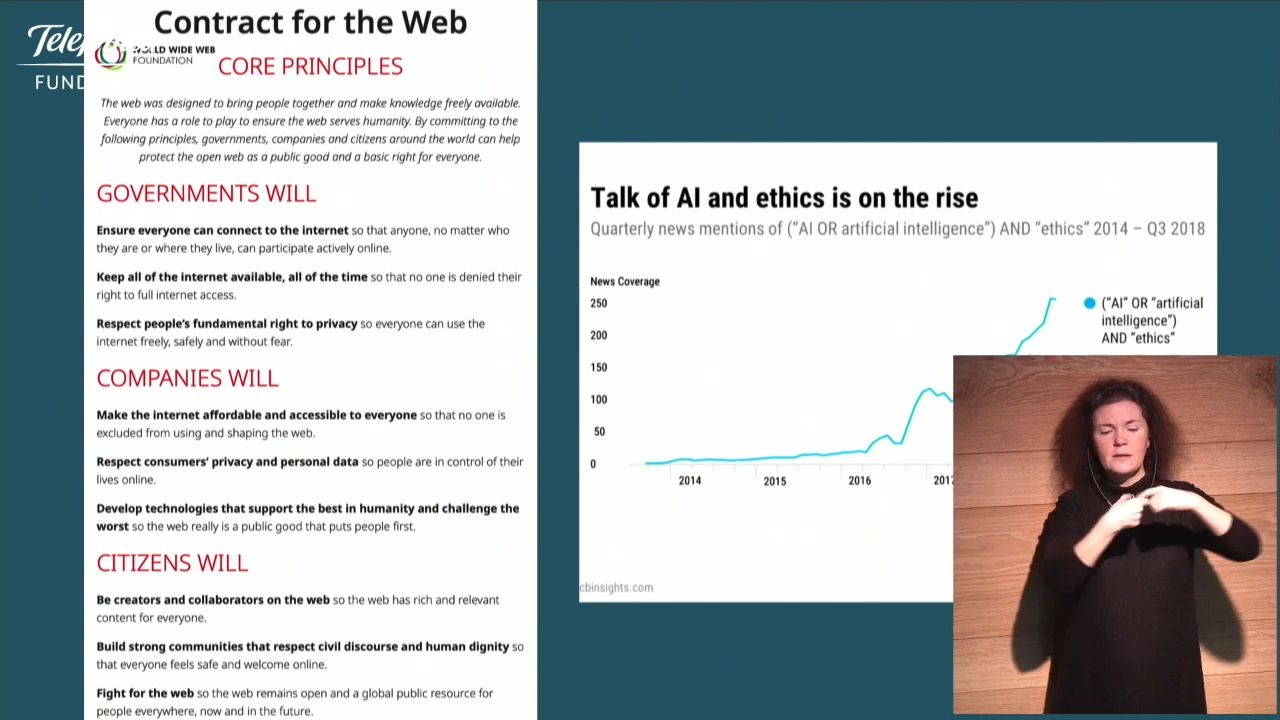 Contract for the Web
WORLD WIDE WEB
FOUNDATION
CORE PRINCIPLES
The web was designed to bring people together and make knowledge freely available.
Everyone has a role to play to ensure the web serves humanity. By committing to the
following principles, governments, companies and citizens around the world can help
protect the open web as a public good and a basic right for everyone.
GOVERNMENTS WILL
Ensure everyone can connect to the internet so that anyone, no matter who
they are or where they live, can participate actively online.
Keep all of the internet available, all of the time so that no one is denied their
right to full internet access.
Respect people's fundamental right to privacy so everyone can use the
internet freely, safely and without fear.
COMPANIES WILL
Make the internet affordable and accessible to everyone so that no one is
excluded from using and shaping the web.
Respect consumers' privacy and personal data so people are in control of their
lives online.
Develop technologies that support the best in humanity and challenge the
worst so the web really is a public good that puts people first.
CITIZENS WILL
Be creators and collaborators on the web so the web has rich and relevant
content for everyone.
Build strong communities that respect civil discourse and human dignity so
that everyone feels safe and welcome online.
Fight for the web so the web remains open and a global public resource for
people everywhere, now and in the future.
Tele
FUND
Talk of AI and ethics is on the rise
Quarterly news mentions of ("AI OR artificial intelligence") AND "ethics" 2014 – Q3 2018
News Coverage
250
200
150
100
50
0
2014 2015 2016 2017
("AI" OR "artificial
intelligence")
AND "ethics"
cbinsights.com